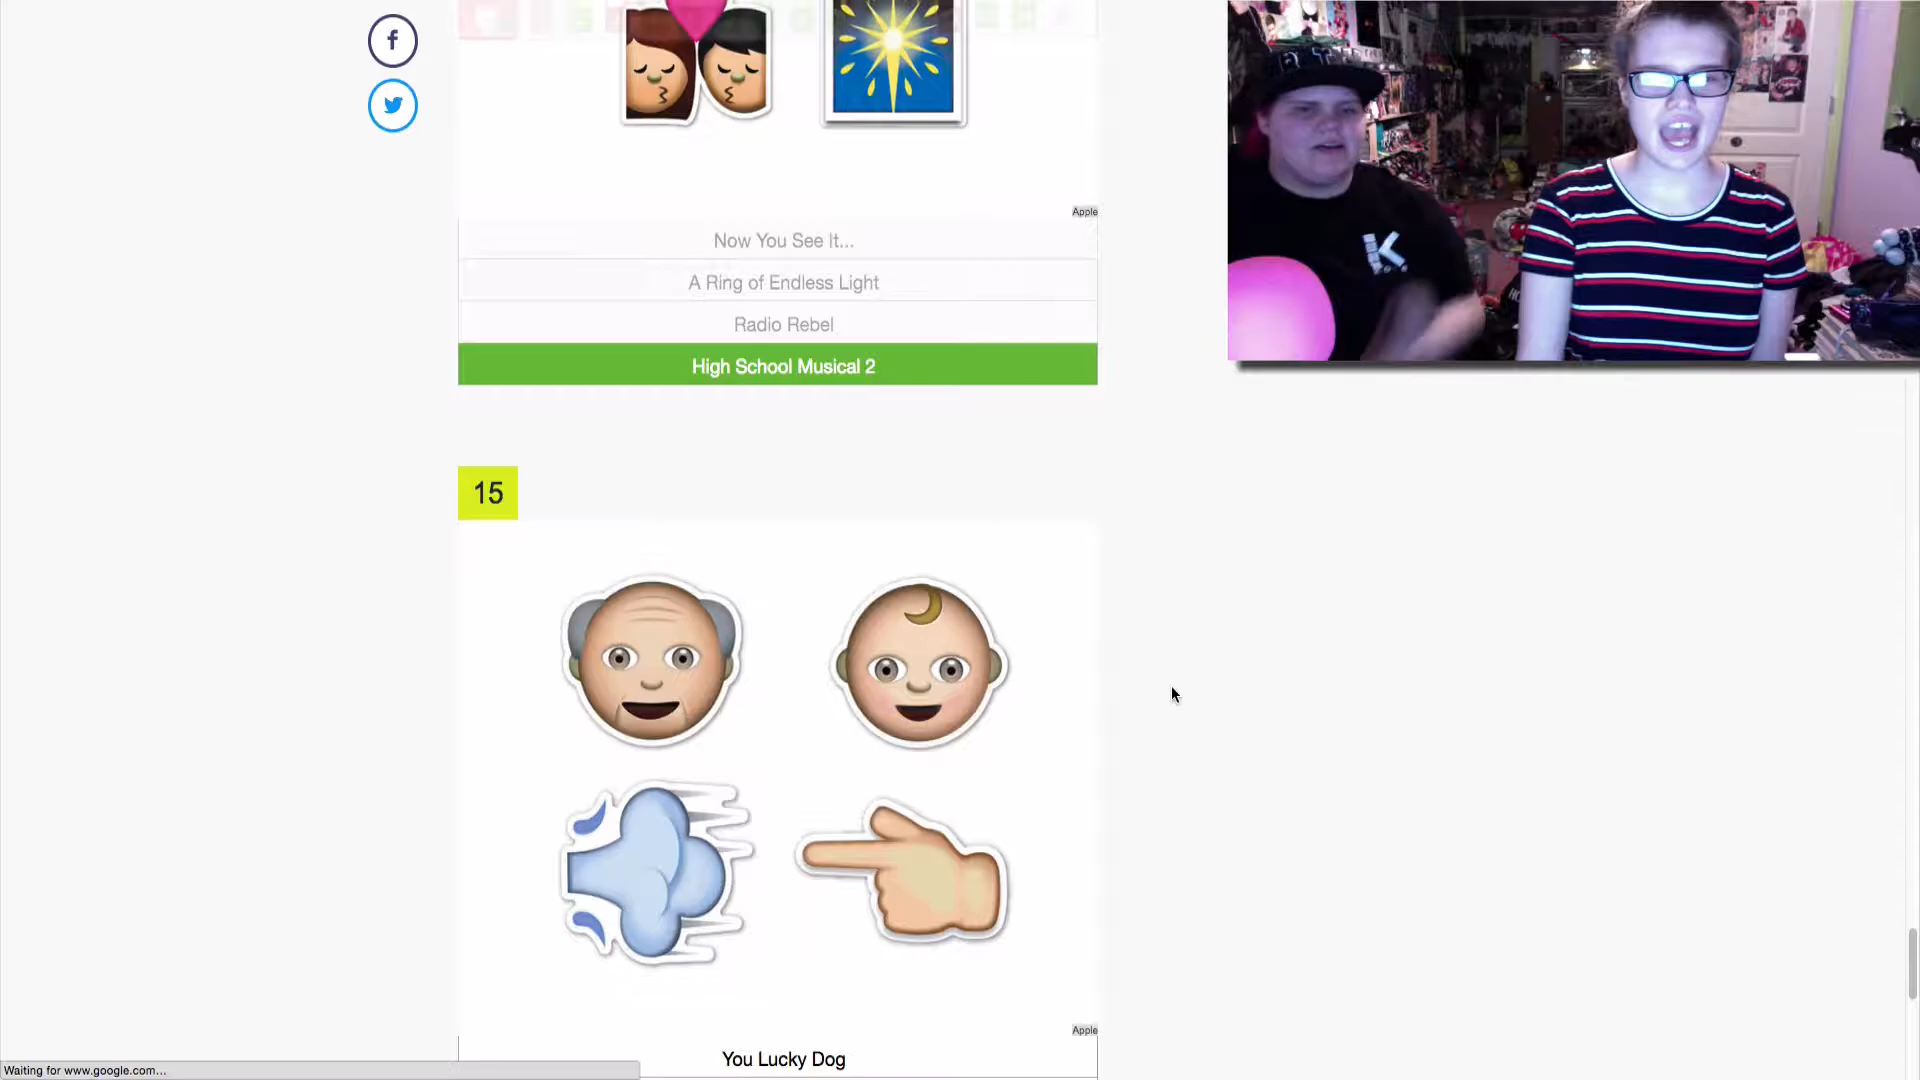 f
Apple
Now You See It...
A Ring of Endless Light
Radio Rebel
High School Musical 2
K
15
Apple
You Lucky Dog
Waiting for www.google.com...